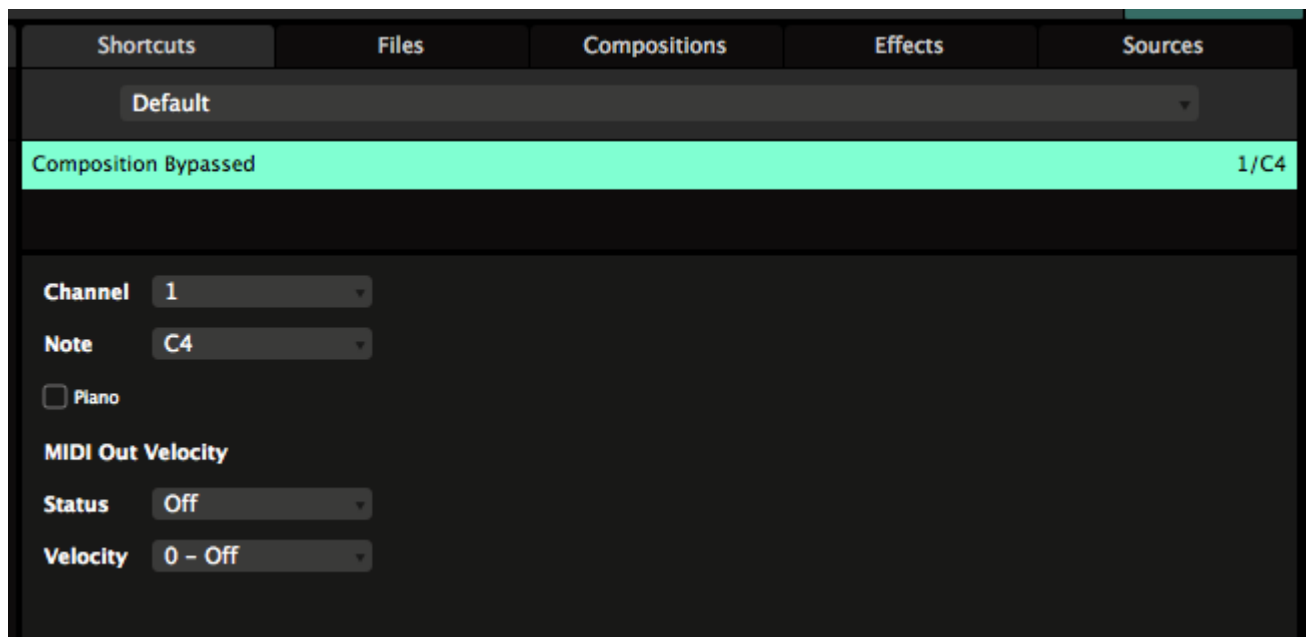 Shortcuts Files Compositions Effects Sources
Default
Composition Bypassed 1/C4
Channel 1
Note C4
Piano
MIDI Out Velocity
Status Off
Velocity 0 – Off